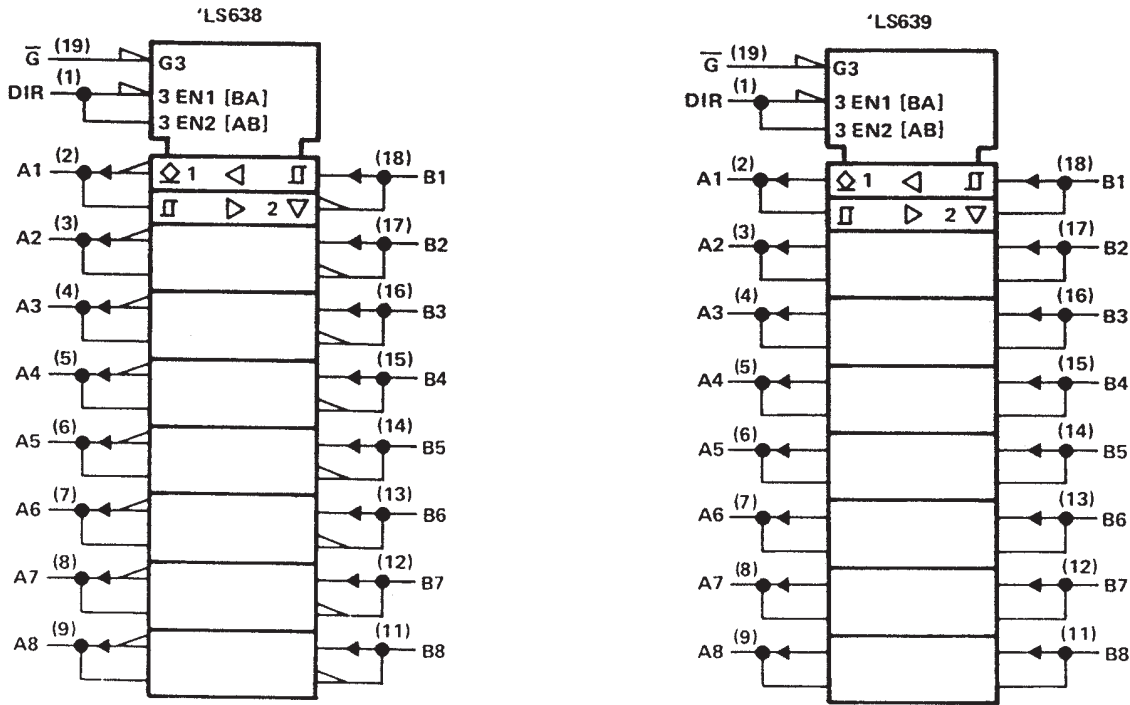 'LS638
G (19)
G3
DIR (1)
3 EN1 [BA]
3 EN2 [AB]
A1 (2) 1 (18) B1
2
A2 (3) (17) B2
A3 (4) (16) B3
A4 (5) (15) B4
A5 (6) (14) B5
A6 (7) (13) B6
A7 (8) (12) B7
A8 (9) (11) B8
'LS639
G (19)
G3
DIR (1)
3 EN1 [BA]
3 EN2 [AB]
A1 (2) 1 (18) B1
2
A2 (3) (17) B2
A3 (4) (16) B3
A4 (5) (15) B4
A5 (6) (14) B5
A6 (7) (13) B6
A7 (8) (12) B7
A8 (9) (11) B8